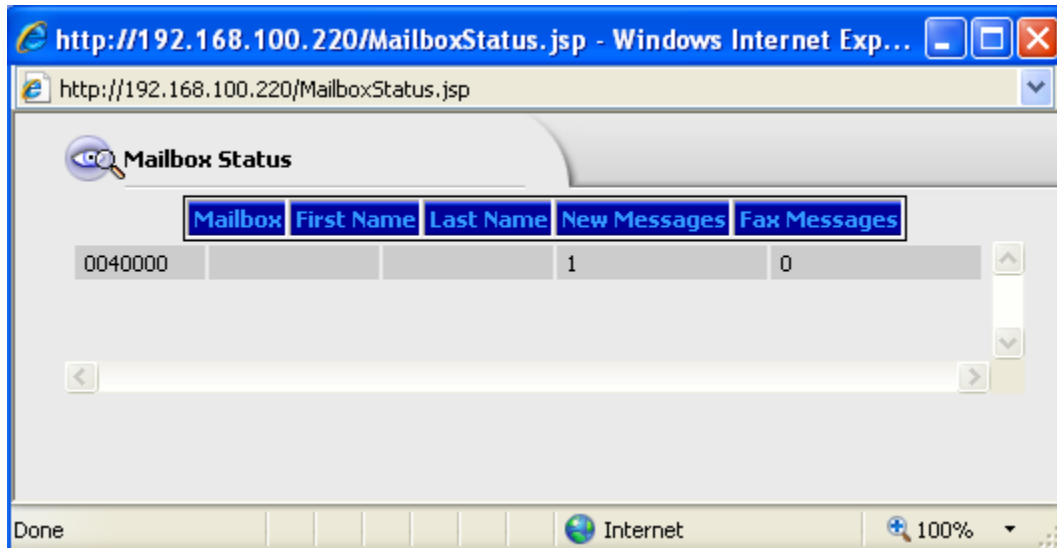 http://192.168.100.220/MailboxStatus.jsp - Windows Internet Exp...
http://192.168.100.220/MailboxStatus.jsp
Mailbox Status
Mailbox First Name Last Name New Messages Fax Messages
0040000 1 0
Done Internet 100%